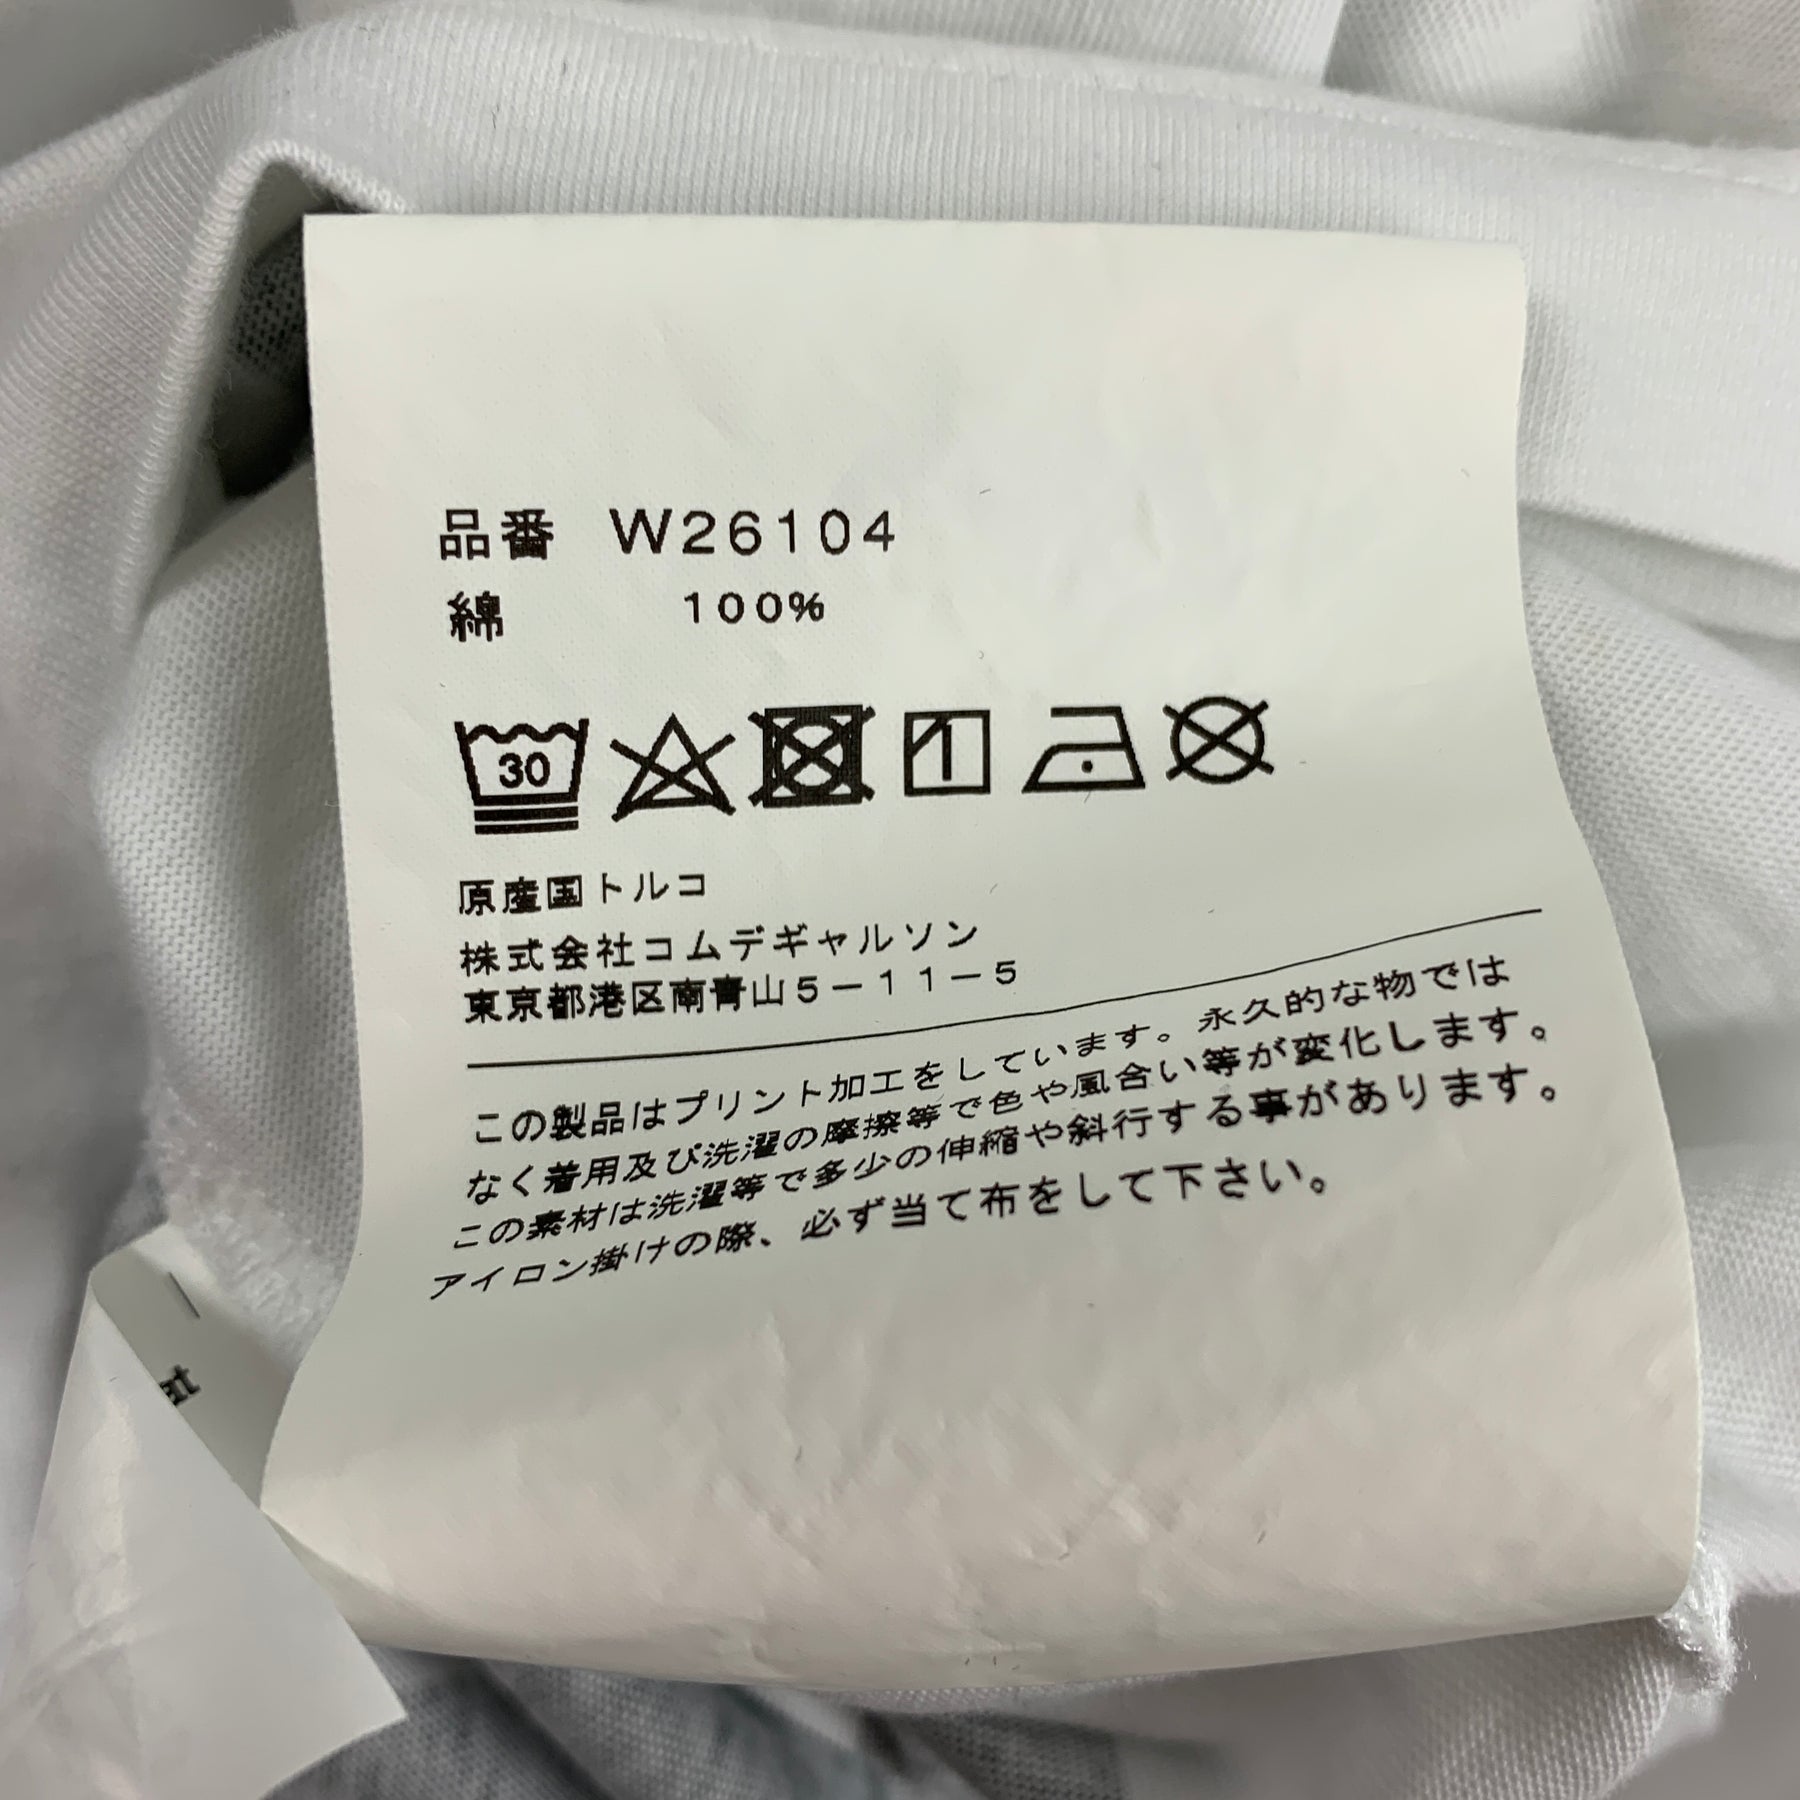 品番 W26104
綿 100%
30
原産国トルコ
株式会社コムデギャルソン
東京都港区南青山5-11-5
この製品はプリント加工をしています。永久的な物では
なく着用及び洗濯の摩擦等で色や風合い等が変化します。
この素材は洗濯等で多少の伸縮や斜行する事があります。
アイロン掛けの際、必ず当て布をして下さい。